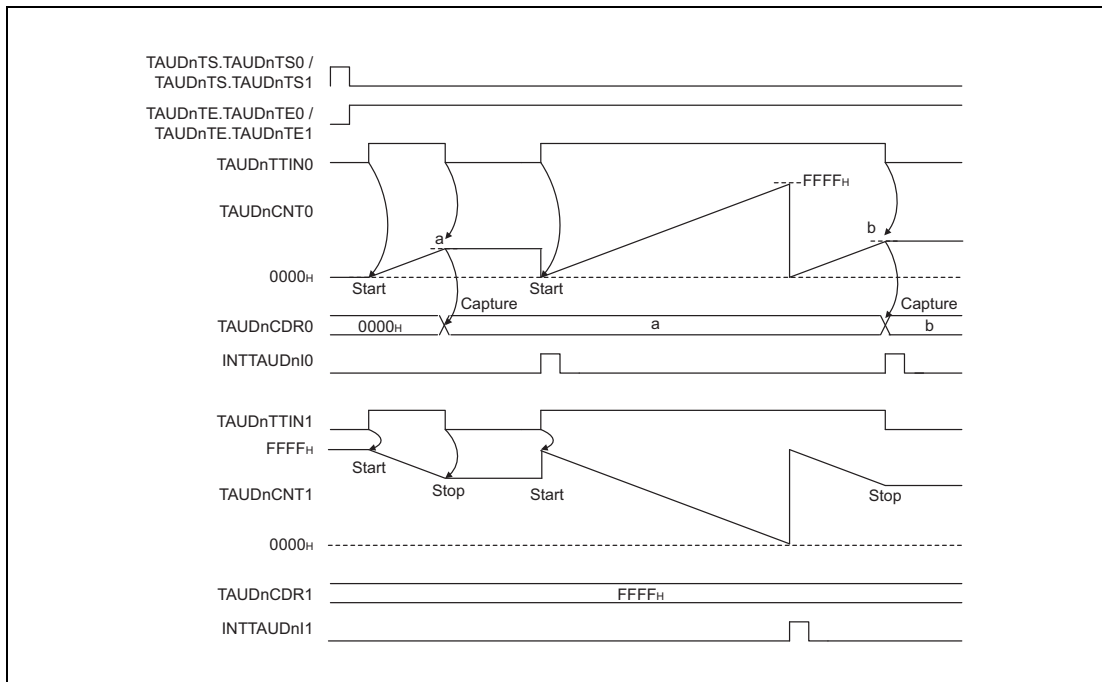 TAUDnTS.TAUDnTS0 /
TAUDnTS.TAUDnTS1
TAUDnTE.TAUDnTE0 /
TAUDnTE.TAUDnTE1
TAUDnTTIN0
FFFFH
TAUDnCNT0
b
a
0000H
Start
Start
Capture
Capture
TAUDnCDR0
0000H
a
b
INTTAUDnI0
TAUDnTTIN1
FFFFH
Start
Stop
Start
Stop
TAUDnCNT1
0000H
TAUDnCDR1
FFFFH
INTTAUDnI1